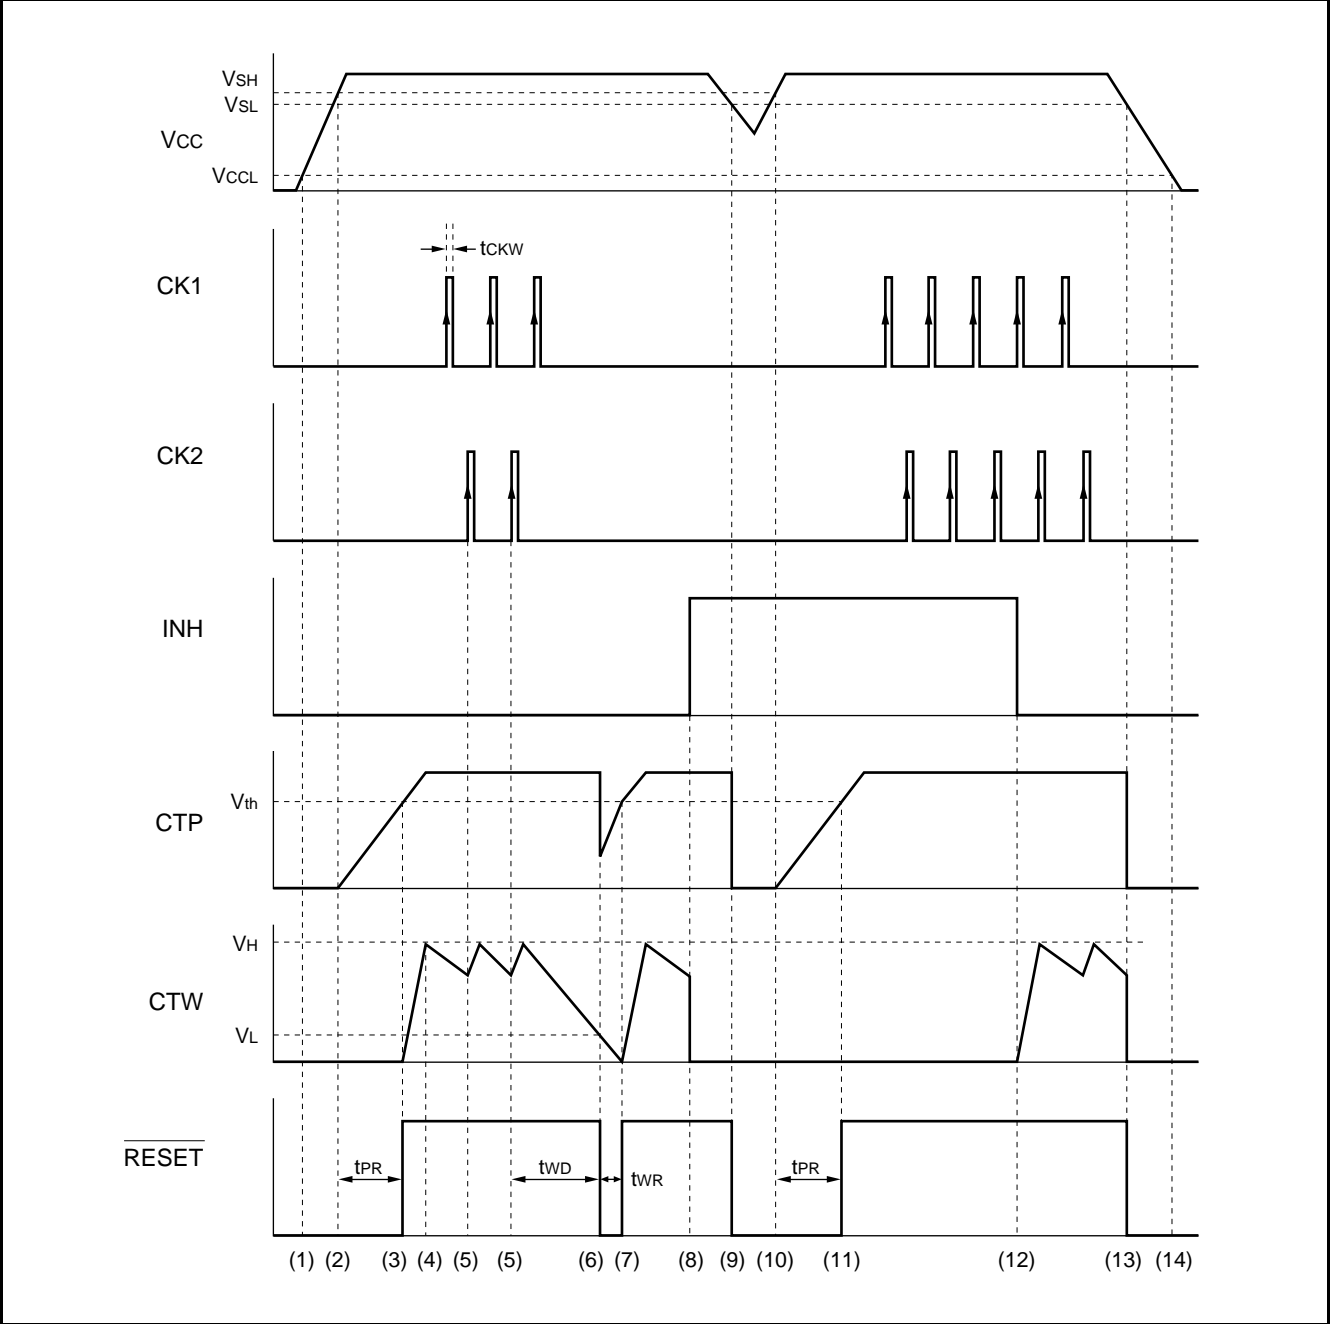 VSH
VSL
VCC
VCCL
tCKW
CK1
CK2
INH
Vth
CTP
VH
CTW
VL
RESET
tPR
tWD
tWR
tPR
(1) (2) (3) (4) (5) (5) (6) (7) (8) (9) (10) (11) (12) (13) (14)